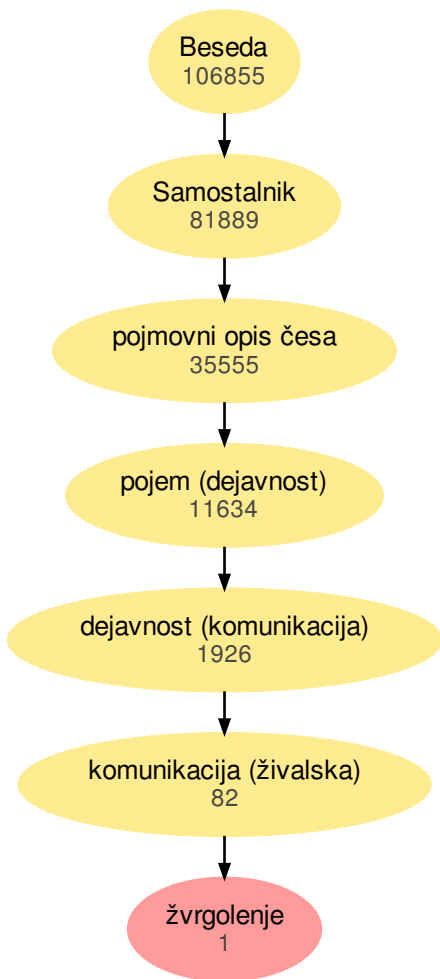 Beseda
106855
Samostalnik
81889
pojmovni opis česa
35555
pojem (dejavnost)
11634
dejavnost (komunikacija)
1926
komunikacija (živalska)
82
žvrgolenje
1